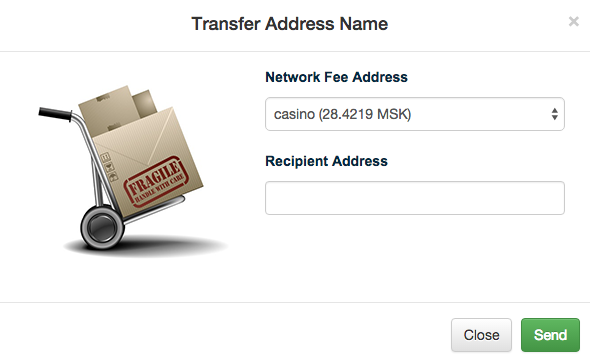 Transfer Address Name
×
Network Fee Address
casino (28.4219 MSK)
Recipient Address
FRAGILE
HANDLE WITH CARE
Close
Send